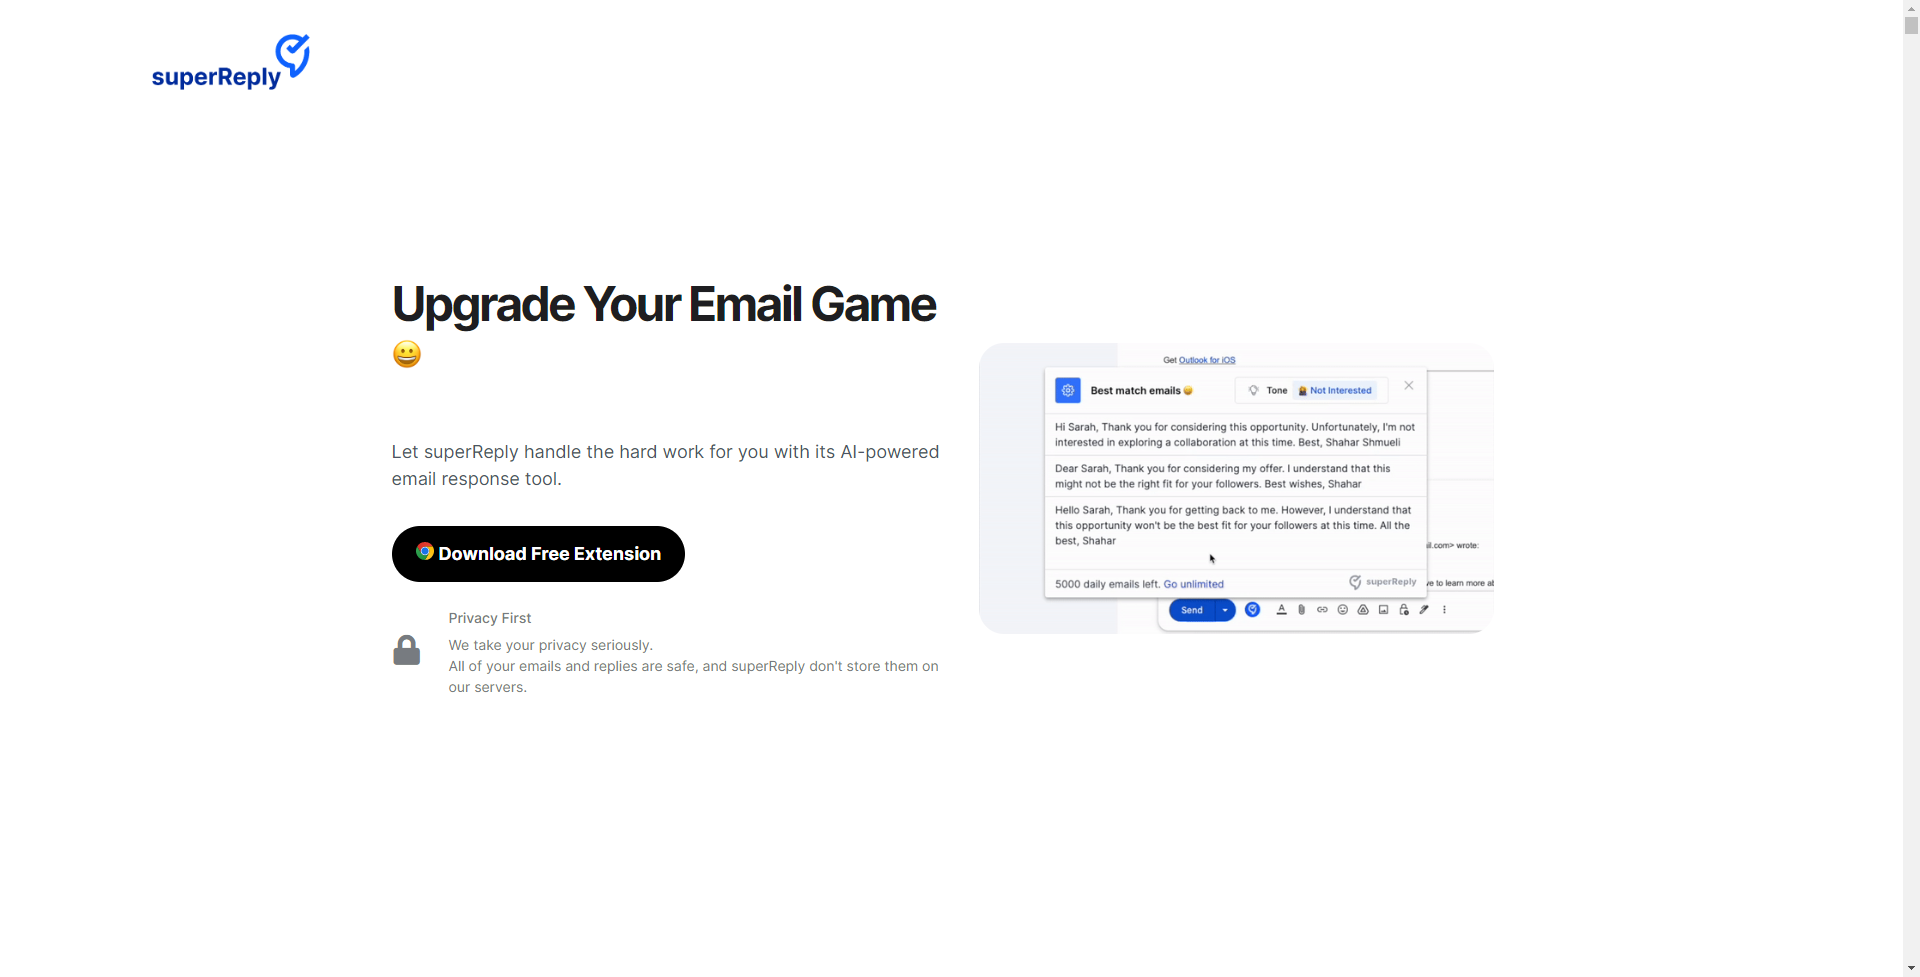 superReply
Upgrade Your Email Game
😀
Let superReply handle the hard work for you with its AI-powered
email response tool.
Download Free Extension
Privacy First
We take your privacy seriously.
All of your emails and replies are safe, and superReply don't store them on
our servers.
Get Outlook for iOS
Best match emails 😀
Tone Not Interested
Hi Sarah, Thank you for considering this opportunity. Unfortunately, I'm not
interested in exploring a collaboration at this time. Best, Shahar Shmueli
Dear Sarah, Thank you for considering my offer. I understand that this
might not be the right fit for your followers. Best wishes, Shahar
Hello Sarah, Thank you for getting back to me. However, I understand that
this opportunity won't be the best fit for your followers at this time. All the
best, Shahar
il.com> wrote:
5000 daily emails left. Go unlimited
superReply
ve to learn more at
Send